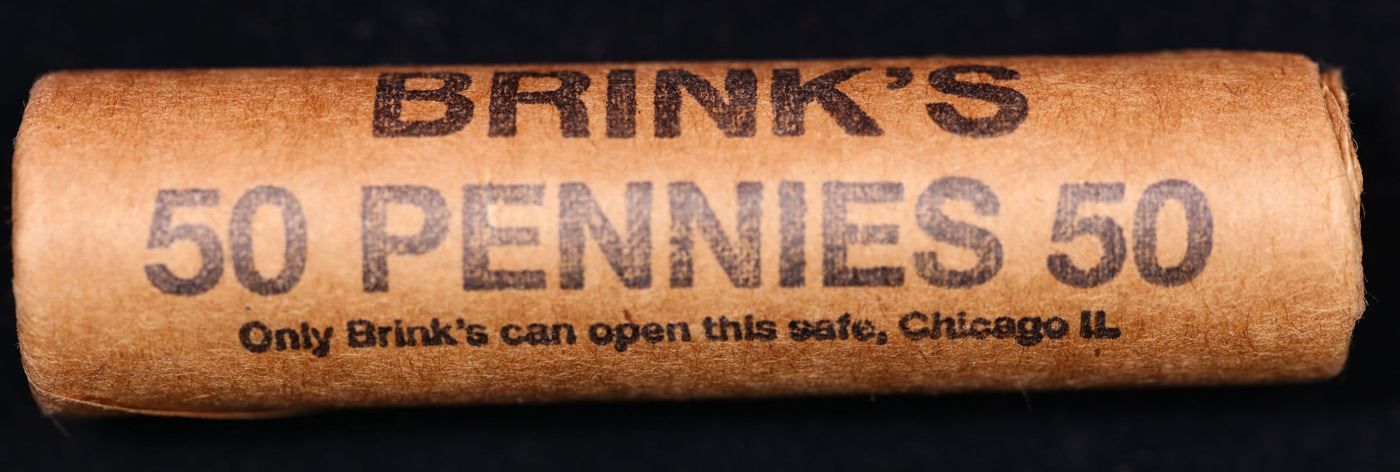 BRINK'S
50 PENNIES 50
Only Brink's can open this safe, Chicago IL